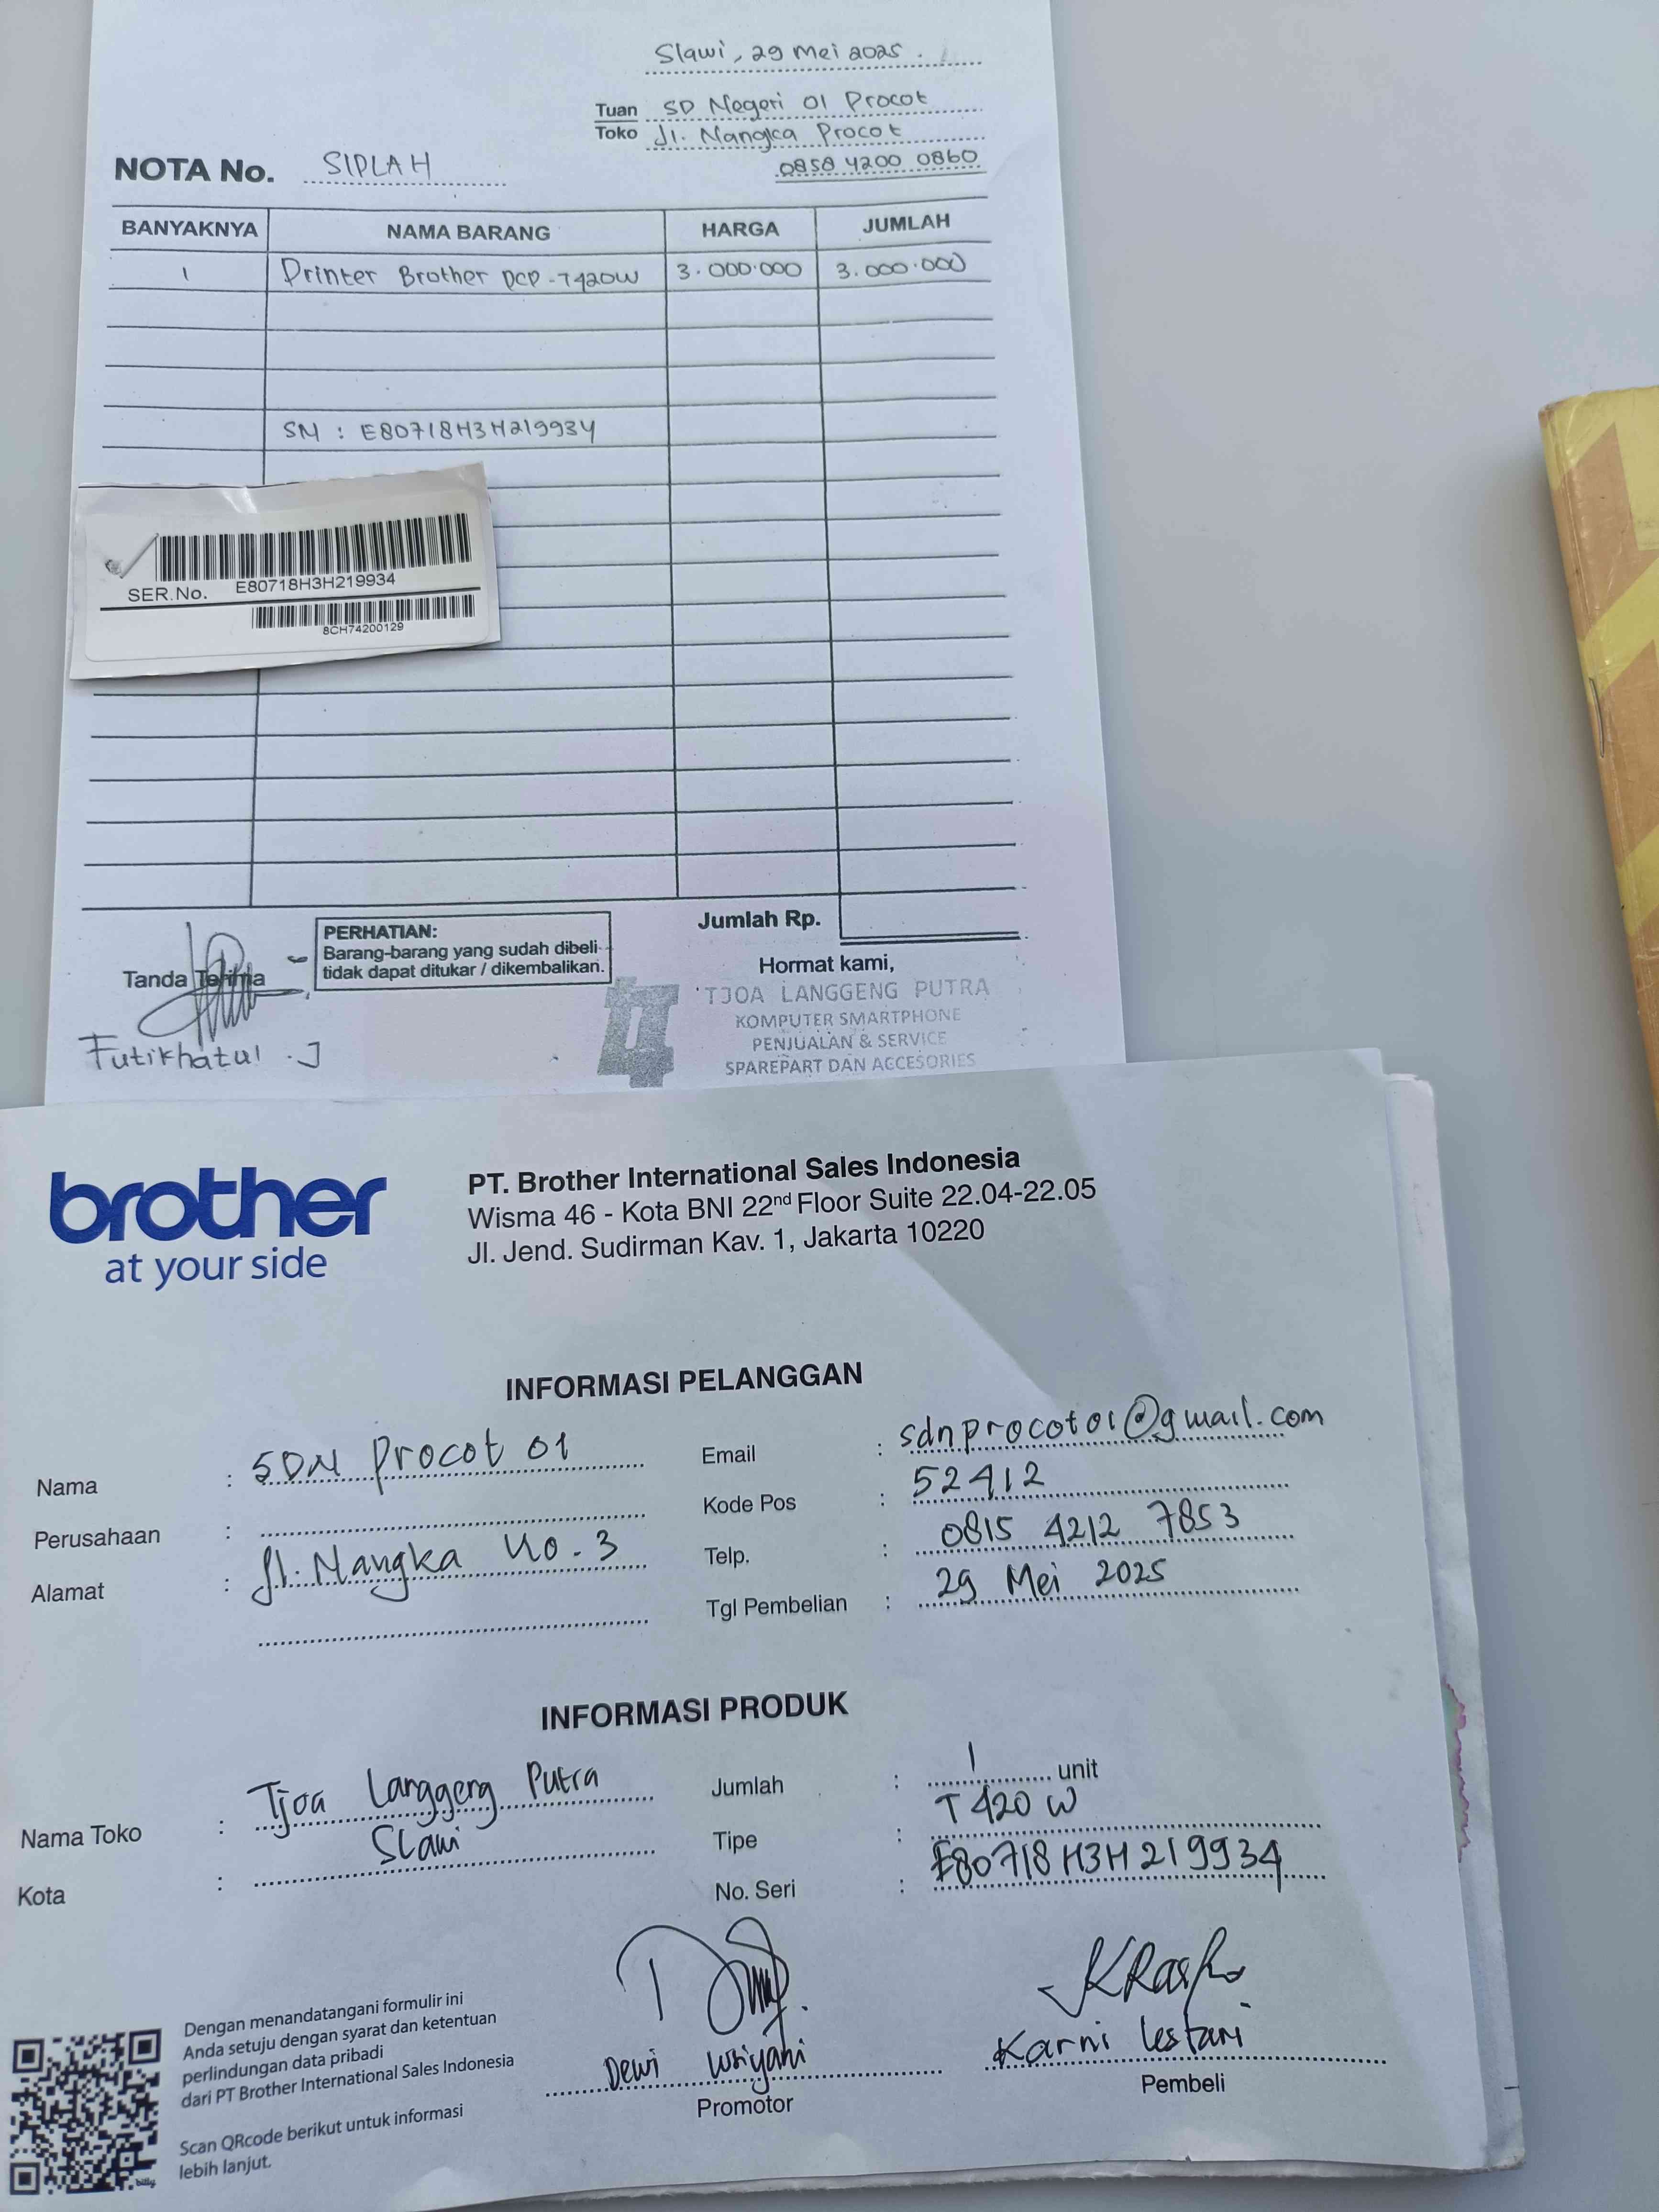 Slawi, 29 Mei 2025
Tuan SD Negeri 01 Procot
Toko Jl. Nangka Procot
0858 4200 0860
NOTA No. SIPLAH
BANYAKNYA NAMA BARANG HARGA JUMLAH
1 Printer Brother DCP-T420W 3.000.000 3.000.000
SN : E80718H3H219934
SER.No. E80718H3H219934
8CH74200129
Jumlah Rp.
PERHATIAN:
Barang-barang yang sudah dibeli
tidak dapat ditukar / dikembalikan.
Tanda Terima
Futikhatul . J
Hormat kami,
TJOA LANGGENG PUTRA
KOMPUTER SMARTPHONE
PENJUALAN & SERVICE
SPAREPART DAN ACCESORIES
brother
at your side
PT. Brother International Sales Indonesia
Wisma 46 - Kota BNI 22nd Floor Suite 22.04-22.05
Jl. Jend. Sudirman Kav. 1, Jakarta 10220
INFORMASI PELANGGAN
Nama : SDN Procot 01
Perusahaan :
Alamat : Jl. Nangka No. 3
Email : sdnprocot01@gmail.com
Kode Pos : 52412
Telp. : 0815 4212 7853
Tgl Pembelian : 29 Mei 2025
INFORMASI PRODUK
Nama Toko : Tjoa Langgeng Putra
Kota : Slawi
Jumlah : 1 unit
Tipe : T420 W
No. Seri : E80718H3H219934
Dengan menandatangani formulir ini
Anda setuju dengan syarat dan ketentuan
perlindungan data pribadi
dari PT Brother International Sales Indonesia
Scan QRcode berikut untuk informasi
lebih lanjut.
Dewi
Promotor
Karni lestari
Pembeli